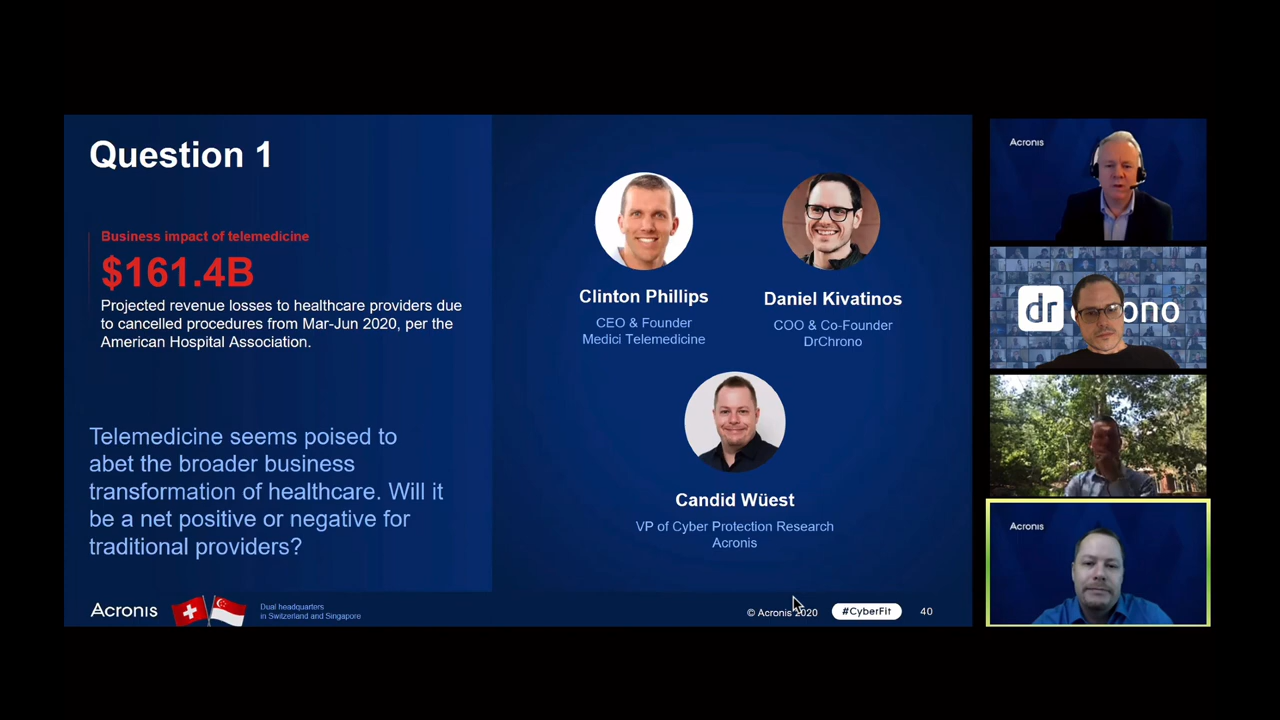 Question 1
Business impact of telemedicine
$161.4B
Projected revenue losses to healthcare providers due
to cancelled procedures from Mar-Jun 2020, per the
American Hospital Association.
Telemedicine seems poised to
abet the broader business
transformation of healthcare. Will it
be a net positive or negative for
traditional providers?
Clinton Phillips
CEO & Founder
Medici Telemedicine
Daniel Kivatinos
COO & Co-Founder
DrChrono
Candid Wüest
VP of Cyber Protection Research
Acronis
Acronis
Dual headquarters
in Switzerland and Singapore
© Acronis 2020
#CyberFit
40
Acronis
dr
ono
Acronis